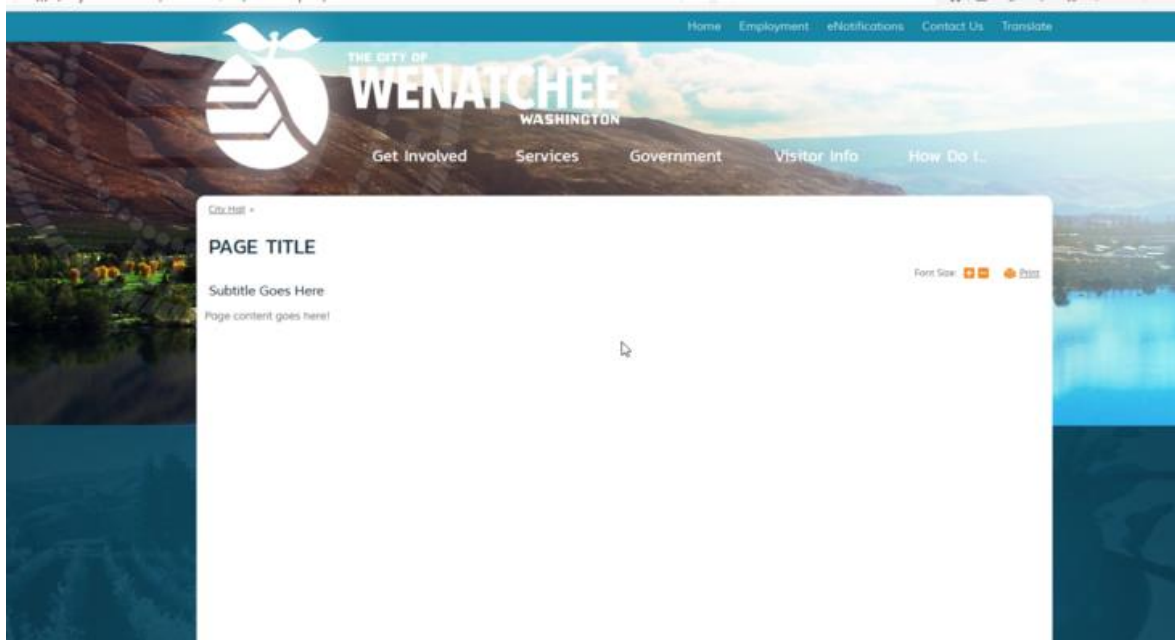 Home Employment eNotifications Contact Us Translate
THE CITY OF
WENATCHEE
WASHINGTON
Get Involved Services Government Visitor Info How Do I...
City Hall »
PAGE TITLE
Font Size: + - Print
Subtitle Goes Here
Page content goes here!